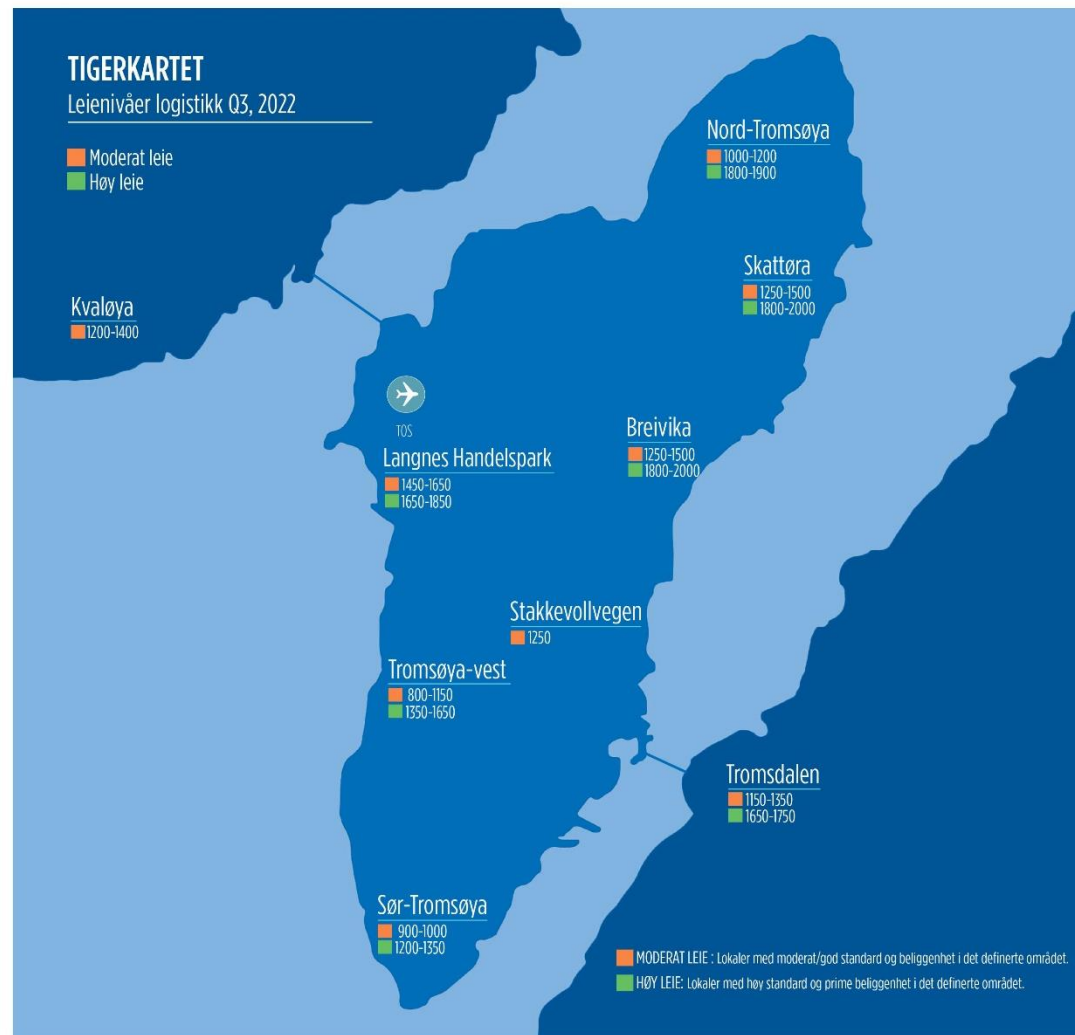 TIGERKARTET
Leienivåer logistikk Q3, 2022
Moderat leie
Høy leie
Nord-Tromsøya
1000-1200
1800-1900
Skattøra
1250-1500
1800-2000
Kvaløya
1200-1400
TOS
Langnes Handelspark
1450-1650
1650-1850
Breivika
1250-1500
1800-2000
Stakkevollvegen
1250
Tromsøya-vest
800-1150
1350-1650
Tromsdalen
1150-1350
1650-1750
Sør-Tromsøya
900-1000
1200-1350
MODERAT LEIE : Lokaler med moderat/god standard og beliggenhet i det definerte området.
HØY LEIE: Lokaler med høy standard og prime beliggenhet i det definerte området.